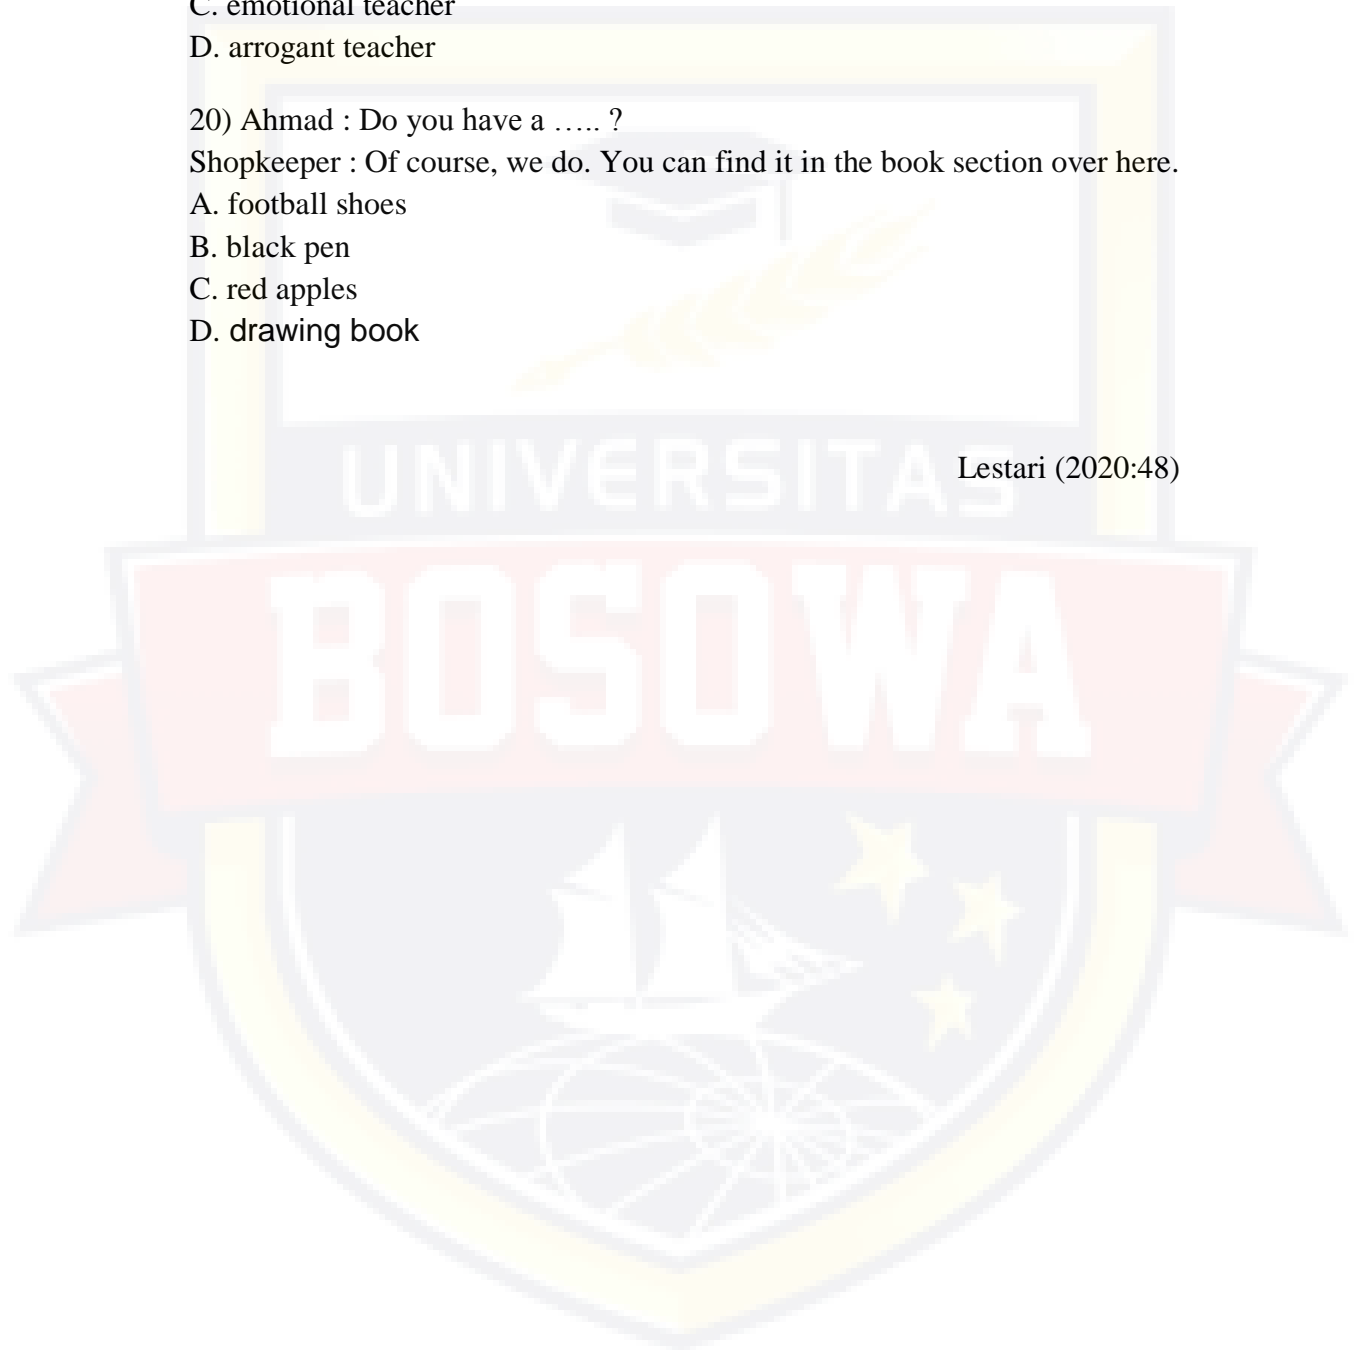 C. emotional teacher
D. arrogant teacher
20) Ahmad : Do you have a ….. ?
Shopkeeper : Of course, we do. You can find it in the book section over here.
A. football shoes
B. black pen
C. red apples
D. drawing book
UNIVERSITAS
Lestari (2020:48)
BOSOWA